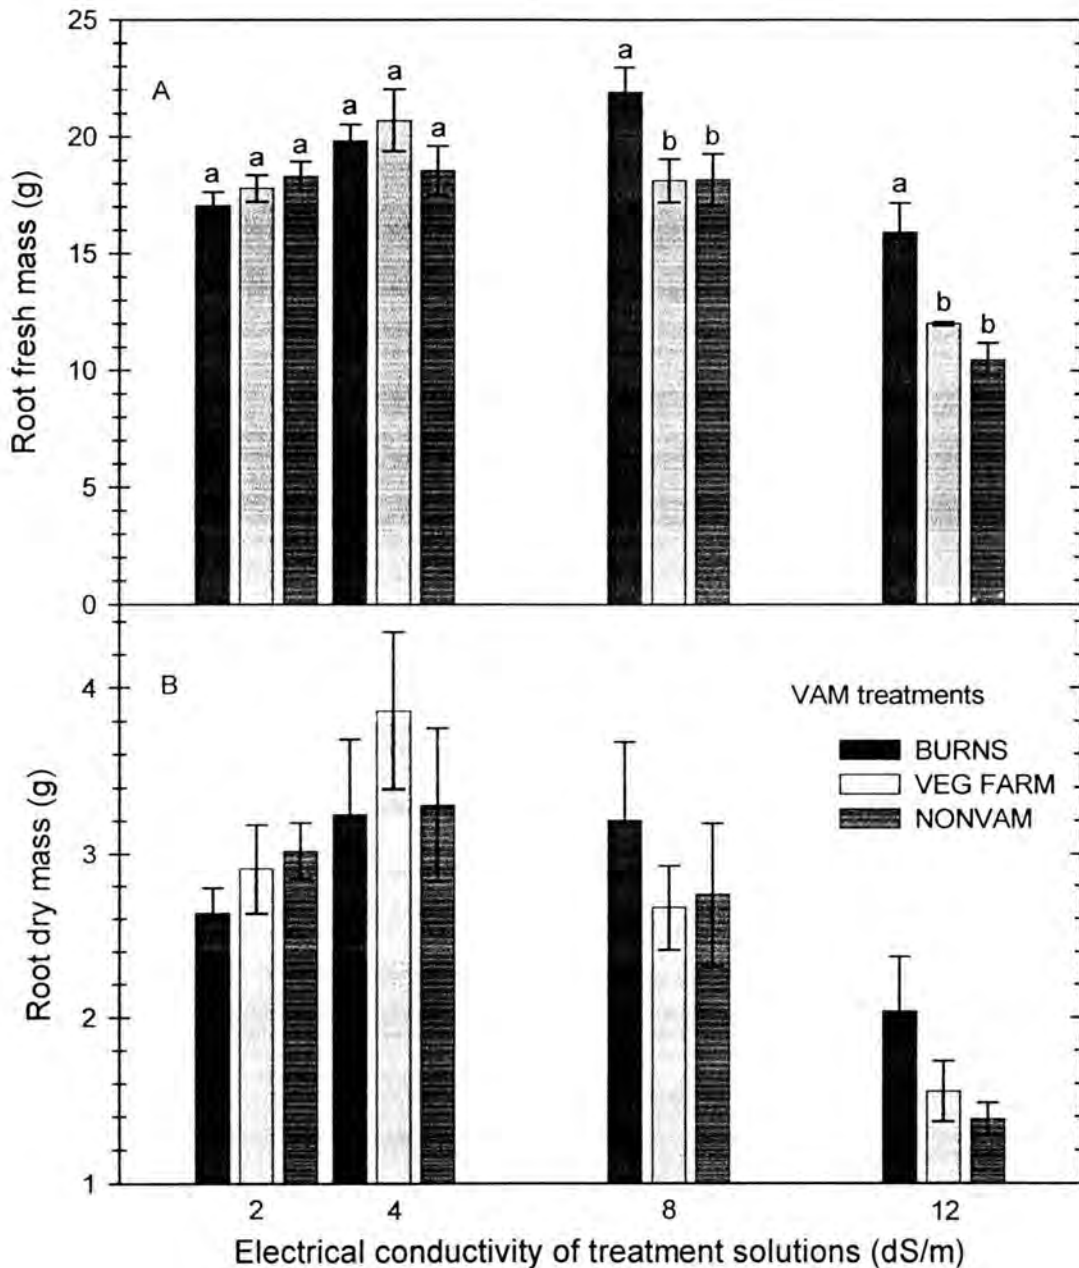 25
20
15
10
5
0
Root fresh mass (g)
A
a
a
a
a
a
a
a
b
b
a
b
b
4
3
2
1
Root dry mass (g)
B
VAM treatments
BURNS
VEG FARM
NONVAM
2
4
8
12
Electrical conductivity of treatment solutions (dS/m)